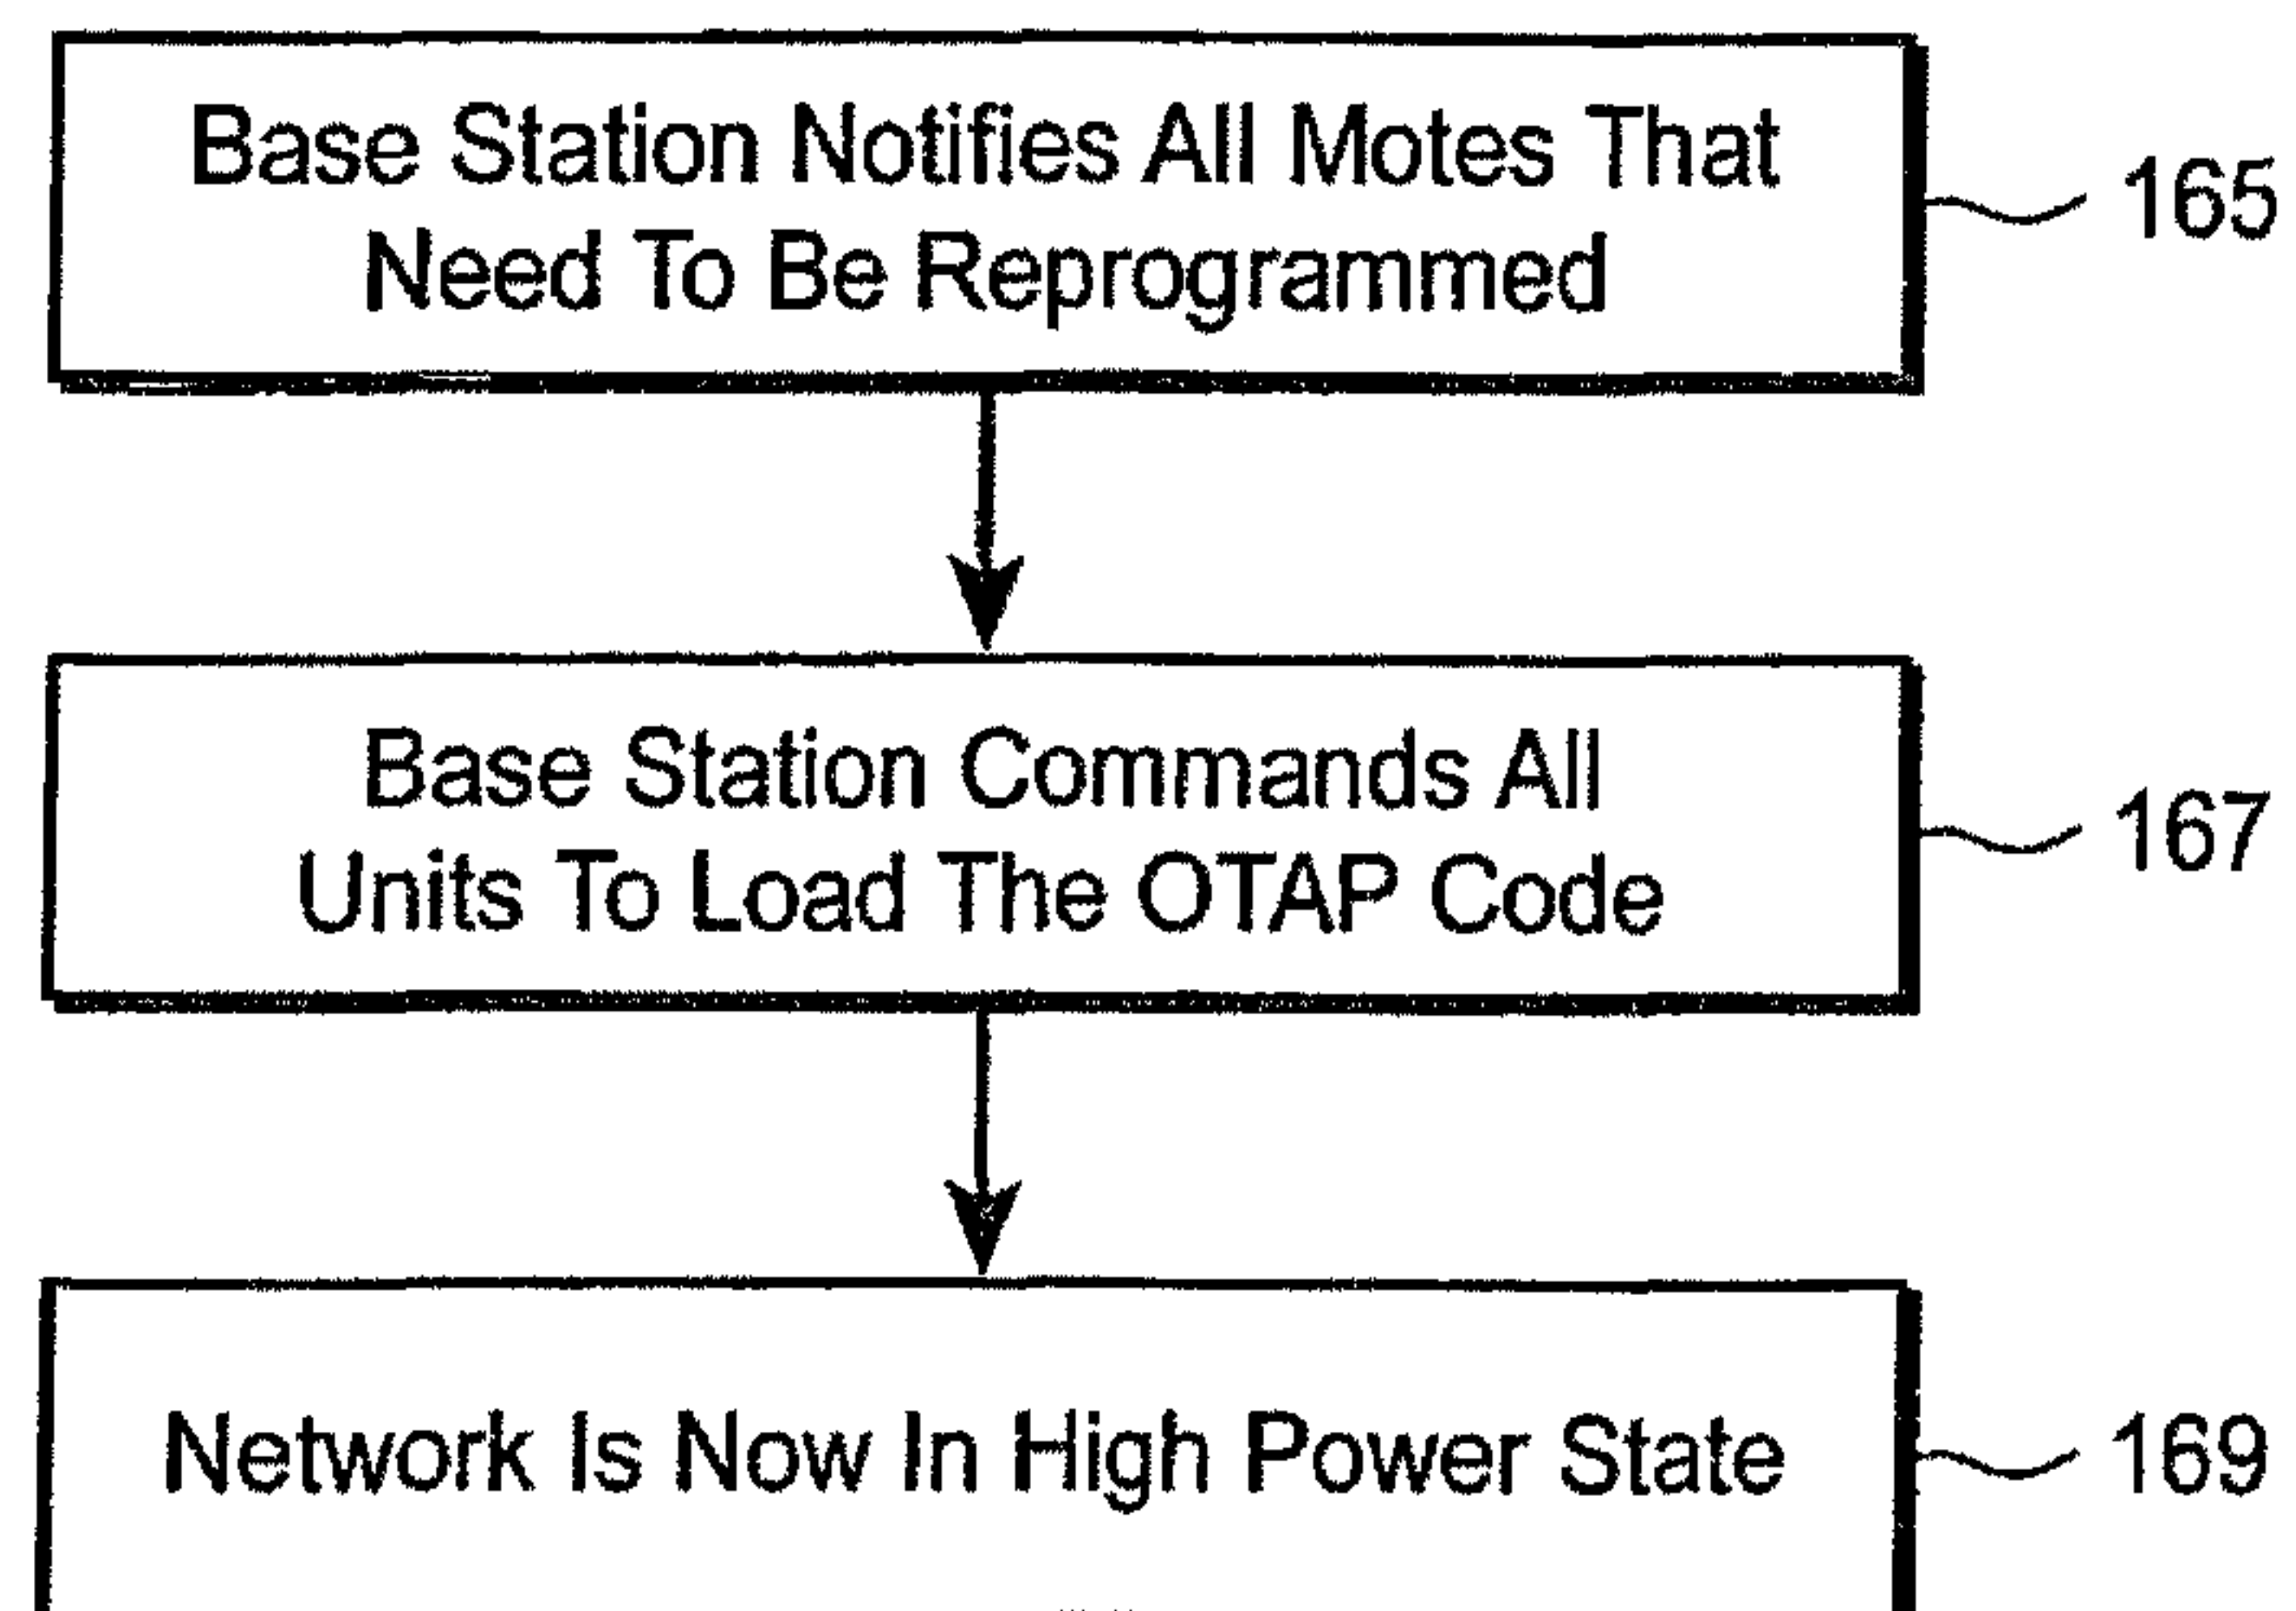 Base Station Notifies All Motes That
Need To Be Reprogrammed
165
Base Station Commands All
Units To Load The OTAP Code
167
Network Is Now In High Power State
169